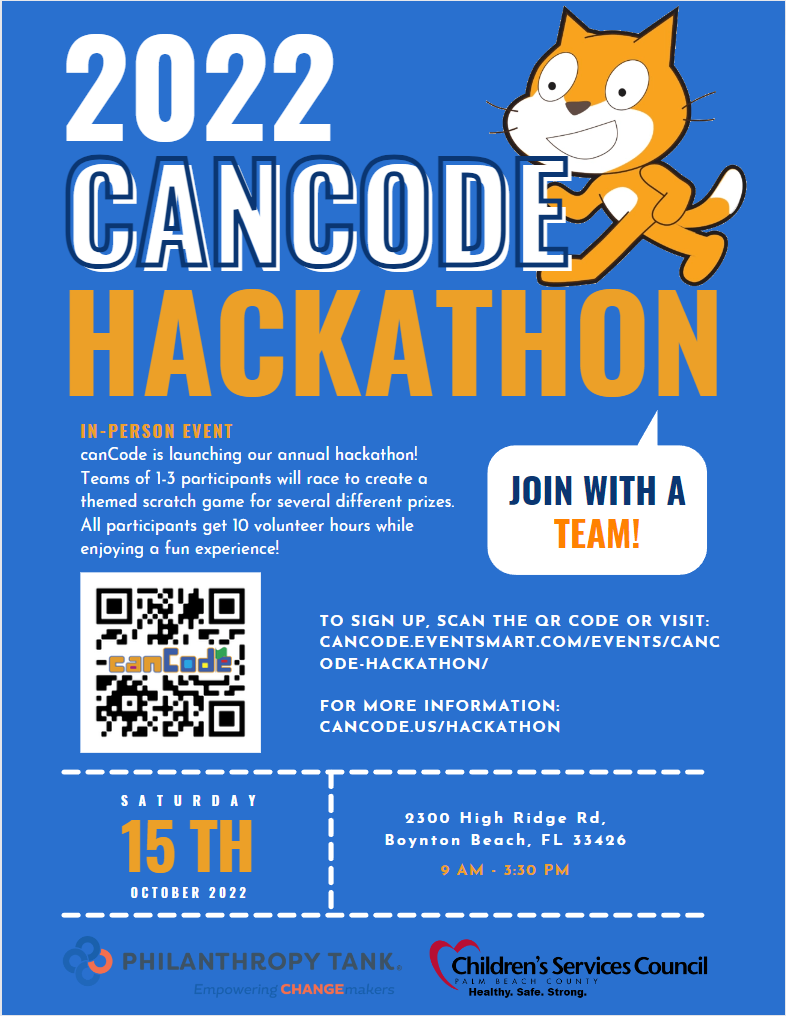 2022
CANCODE
HACKATHON
IN-PERSON EVENT
canCode is launching our annual hackathon!
Teams of 1-3 participants will race to create a
themed scratch game for several different prizes.
All participants get 10 volunteer hours while
enjoying a fun experience!
JOIN WITH A
TEAM!
canCode
TO SIGN UP, SCAN THE QR CODE OR VISIT:
CANCODE.EVENTSMART.COM/EVENTS/CANC
ODE-HACKATHON/
FOR MORE INFORMATION:
CANCODE.US/HACKATHON
SATURDAY
15 TH
OCTOBER 2022
2300 High Ridge Rd,
Boynton Beach, FL 33426
9 AM - 3:30 PM
PHILANTHROPY TANK®
Empowering CHANGEmakers
Children's Services Council
PALM BEACH COUNTY
Healthy. Safe. Strong.